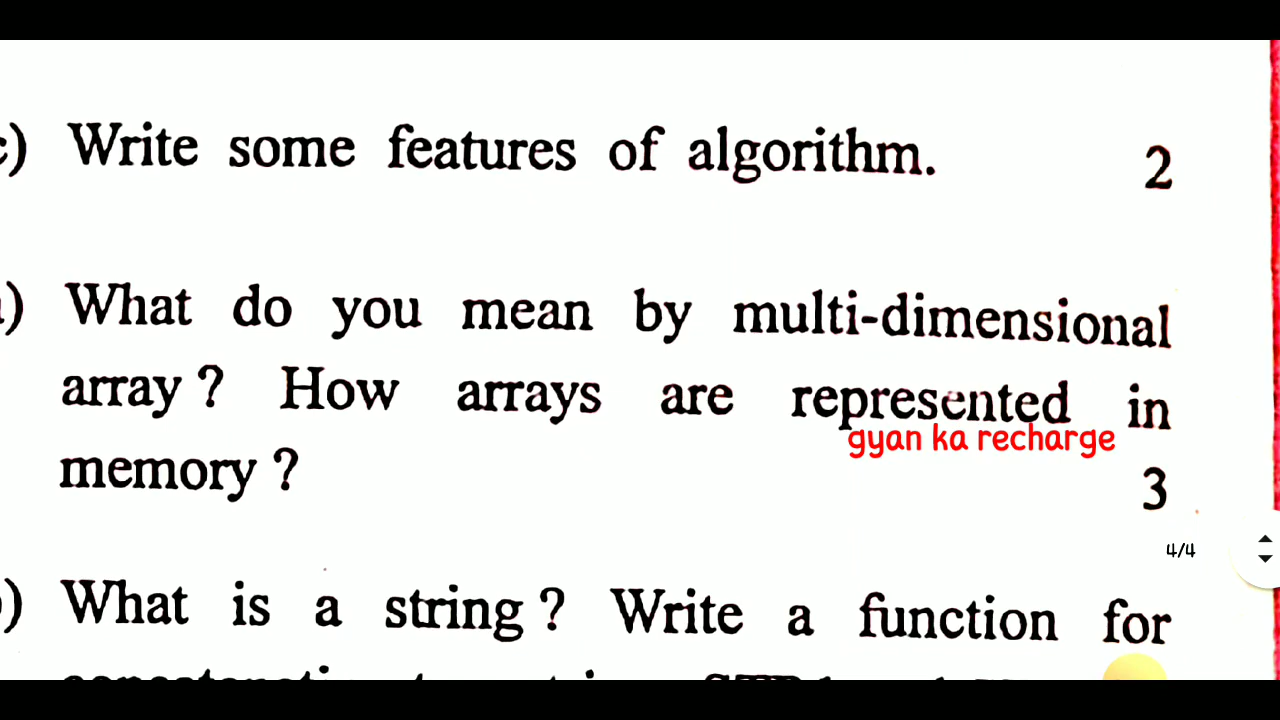 c) Write some features of algorithm. 2
a) What do you mean by multi-dimensional
array ? How arrays are represented in
gyan ka recharge
memory ? 3
4/4
b) What is a string ? Write a function for